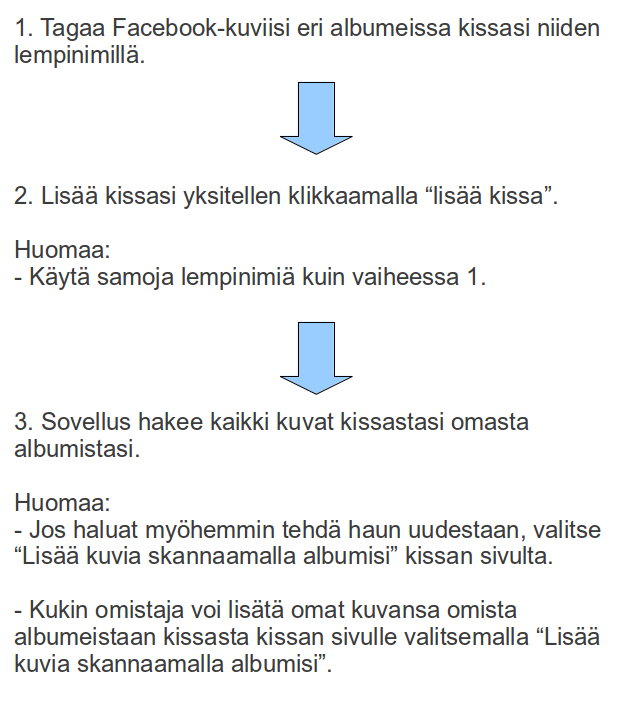 1. Tagaa Facebook-kuviisi eri albumeissa kissasi niiden
lempinimillä.
2. Lisää kissasi yksitellen klikkaamalla “lisää kissa”.
Huomaa:
- Käytä samoja lempinimiä kuin vaiheessa 1.
3. Sovellus hakee kaikki kuvat kissastasi omasta
albumistasi.
Huomaa:
- Jos haluat myöhemmin tehdä haun uudestaan, valitse
“Lisää kuvia skannaamalla albumisi” kissan sivulta.
- Kukin omistaja voi lisätä omat kuvansa omista
albumeistaan kissasta kissan sivulle valitsemalla “Lisää
kuvia skannaamalla albumisi”.